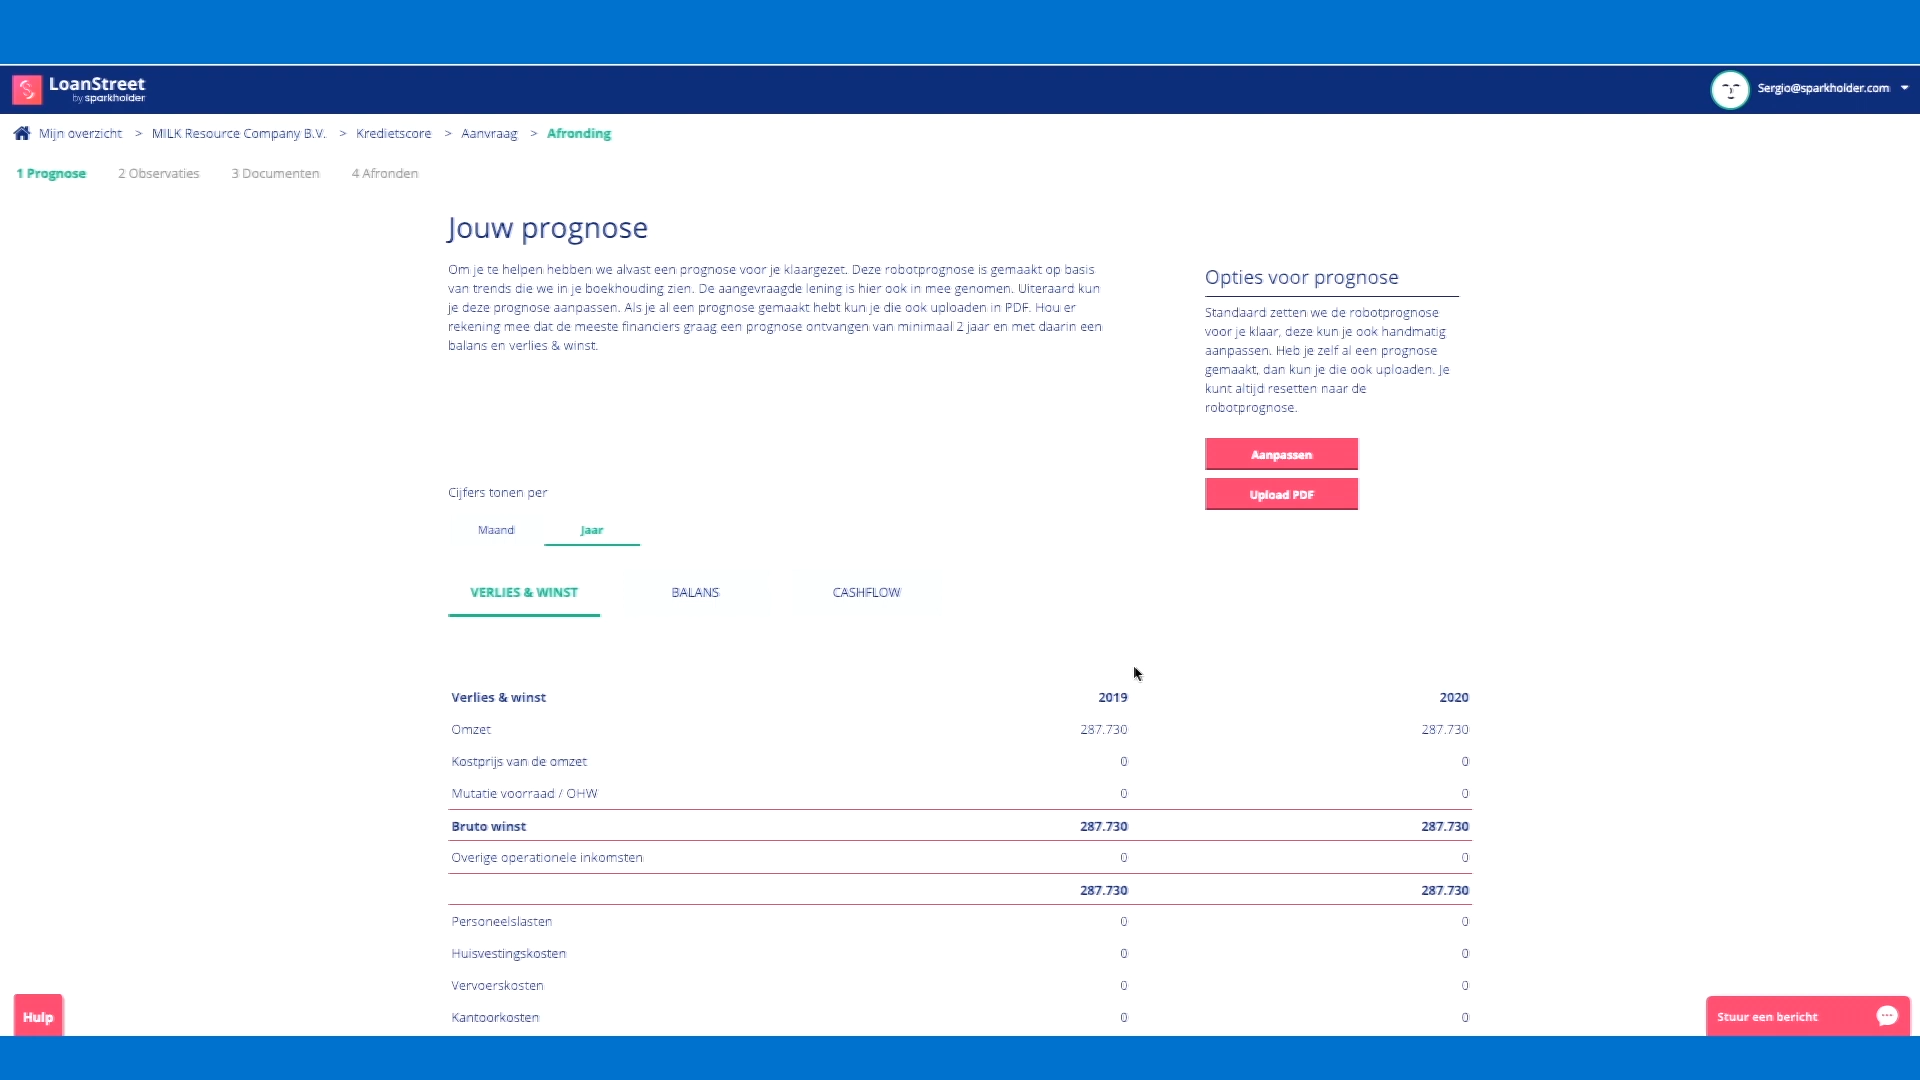 LoanStreet
by sparkholder
Sergio@sparkholder.com
Mijn overzicht > MILK Resource Company B.V. > Kredietscore > Aanvraag > Afronding
1 Prognose 2 Observaties 3 Documenten 4 Afronden
Jouw prognose
Om je te helpen hebben we alvast een prognose voor je klaargezet. Deze robotprognose is gemaakt op basis
van trends die we in je boekhouding zien. De aangevraagde lening is hier ook in mee genomen. Uiteraard kun
je deze prognose aanpassen. Als je al een prognose gemaakt hebt kun je die ook uploaden in PDF. Hou er
rekening mee dat de meeste financiers graag een prognose ontvangen van minimaal 2 jaar en met daarin een
balans en verlies & winst.
Opties voor prognose
Standaard zetten we de robotprognose
voor je klaar, deze kun je ook handmatig
aanpassen. Heb je zelf al een prognose
gemaakt, dan kun je die ook uploaden. Je
kunt altijd resetten naar de
robotprognose.
Aanpassen
Upload PDF
Cijfers tonen per
Maand Jaar
VERLIES & WINST BALANS CASHFLOW
Verlies & winst 2019 2020
Omzet 287.730 287.730
Kostprijs van de omzet 0 0
Mutatie voorraad / OHW 0 0
Bruto winst 287.730 287.730
Overige operationele inkomsten 0 0
287.730 287.730
Personeelslasten 0 0
Huisvestingskosten 0 0
Vervoerskosten 0 0
Kantoorkosten 0 0
Hulp
Stuur een bericht